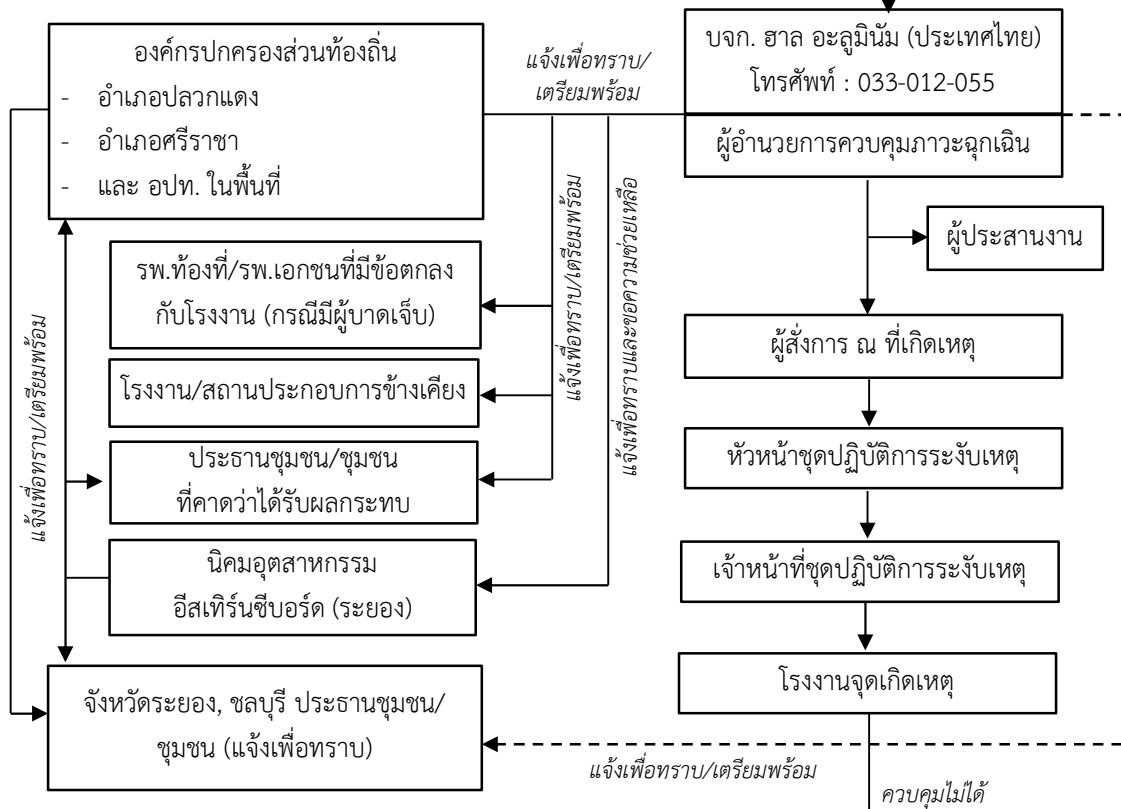 องค์กรปกครองส่วนท้องถิ่น
- อำเภอปลวกแดง
- อำเภอศรีราชา
- และ อปท. ในพื้นที่
แจ้งเพื่อทราบ/
เตรียมพร้อม
บจก. ฮาล อะลูมินัม (ประเทศไทย)
โทรศัพท์ : 033-012-055
ผู้อำนวยการควบคุมภาวะฉุกเฉิน
ผู้ประสานงาน
รพ.ท้องที่/รพ.เอกชนที่มีข้อตกลง
กับโรงงาน (กรณีมีผู้บาดเจ็บ)
แจ้งเพื่อทราบ/เตรียมพร้อม
แจ้งเพื่อทราบและขอความช่วยเหลือ
แจ้งเพื่อทราบ/เตรียมพร้อม
ผู้สั่งการ ณ ที่เกิดเหตุ
โรงงาน/สถานประกอบการข้างเคียง
ประธานชุมชน/ชุมชน
ที่คาดว่าได้รับผลกระทบ
หัวหน้าชุดปฏิบัติการระงับเหตุ
นิคมอุตสาหกรรม
อีสเทิร์นซีบอร์ด (ระยอง)
เจ้าหน้าที่ชุดปฏิบัติการระงับเหตุ
โรงงานจุดเกิดเหตุ
จังหวัดระยอง, ชลบุรี ประธานชุมชน/
ชุมชน (แจ้งเพื่อทราบ)
แจ้งเพื่อทราบ/เตรียมพร้อม
ควบคุมไม่ได้